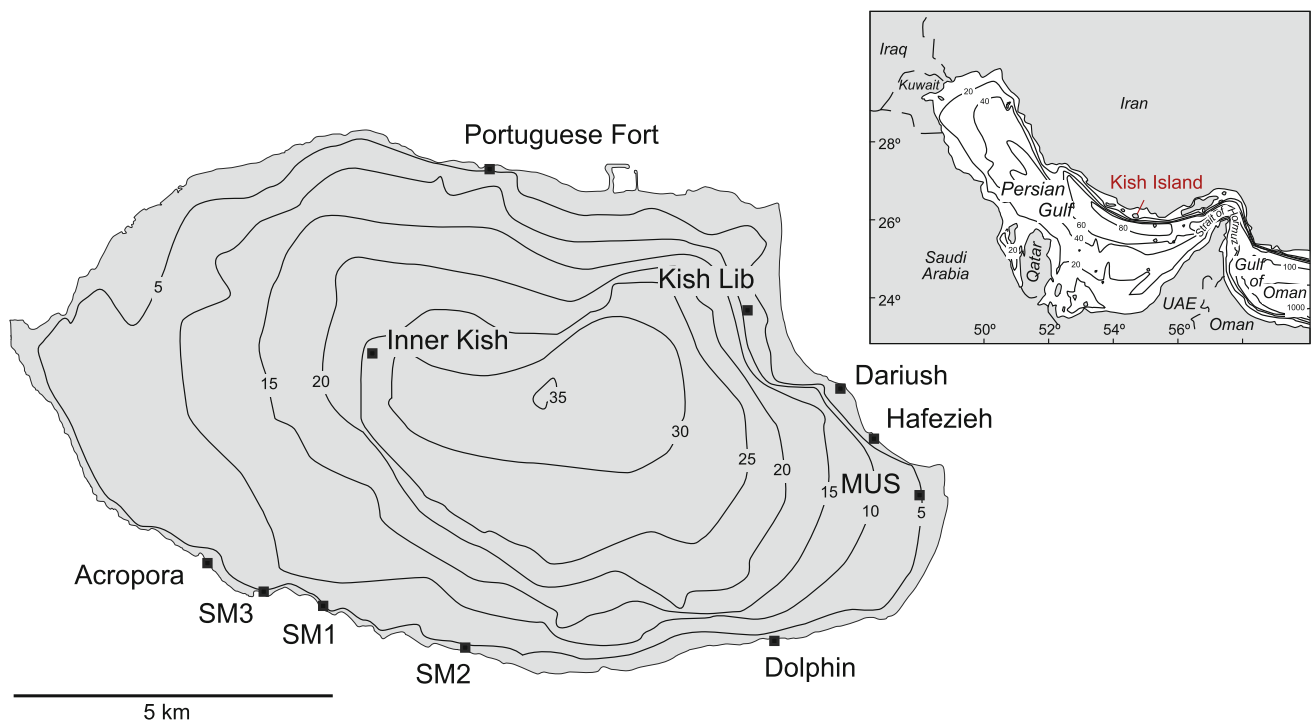 Portuguese Fort
5
Kish Lib
Inner Kish
15
20
35
30
Dariush
Hafezieh
25
20
15
MUS
10
5
Acropora
SM3
SM1
SM2
Dolphin
5 km
Iraq
Kuwait
Iran
20
40
28º
Persian
Gulf
Kish Island
26º
60
80
40
20
20
Strait of
Hormuz
Saudi
Arabia
Qatar
Gulf
of
Oman
100
1000
24º
UAE
Oman
50º
52º
54º
56º